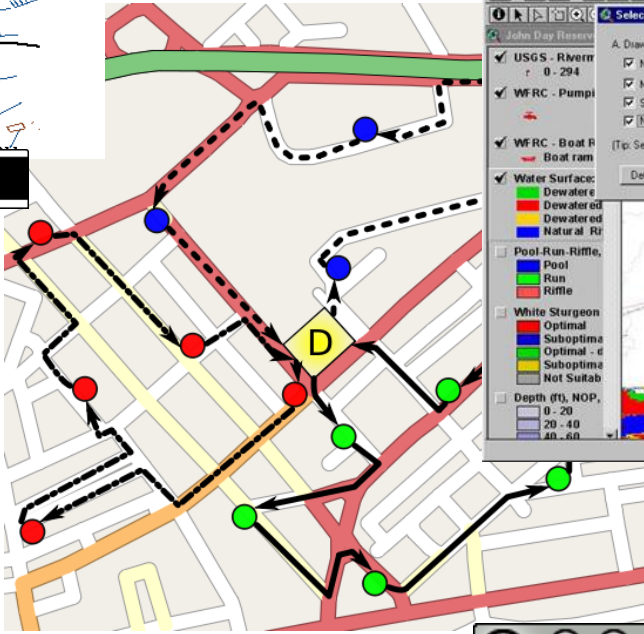 Selec
John Day Reserv
A. Draw
USGS - Riverm
0 - 294
WFRC - Pumpi
(Tip: Se
WFRC - Boat R
Boat ram
De
Water Surface:
Dewatere
Dewatered
Dewatered
Natural Ri
Pool-Run-Riffle,
Pool
Run
Riffle
White Sturgeon
Optimal
Suboptima
Optimal - d
Suboptima
Not Suitab
Depth (ft), NOP,
0 - 20
20 - 40
40 - 60
D